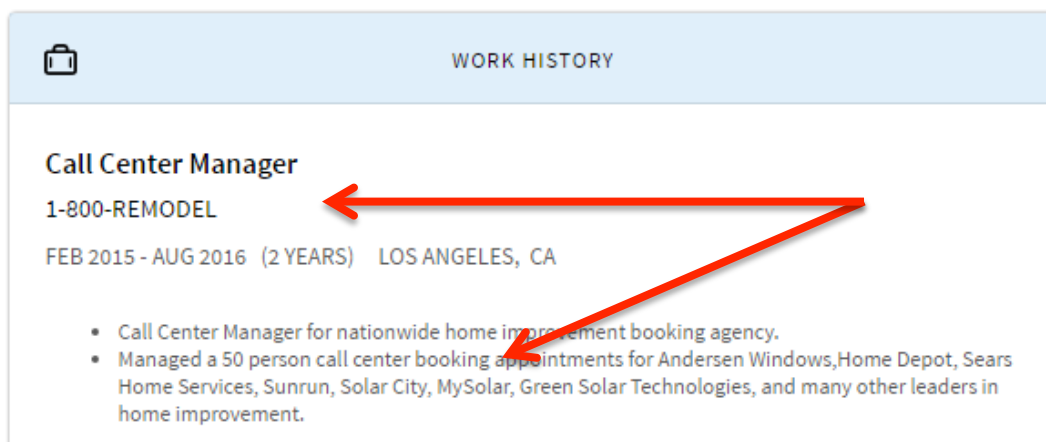 WORK HISTORY
Call Center Manager
1-800-REMODEL
FEB 2015 - AUG 2016 (2 YEARS) LOS ANGELES, CA
• Call Center Manager for nationwide home improvement booking agency.
• Managed a 50 person call center booking appointments for Andersen Windows,Home Depot, Sears
Home Services, Sunrun, Solar City, MySolar, Green Solar Technologies, and many other leaders in
home improvement.